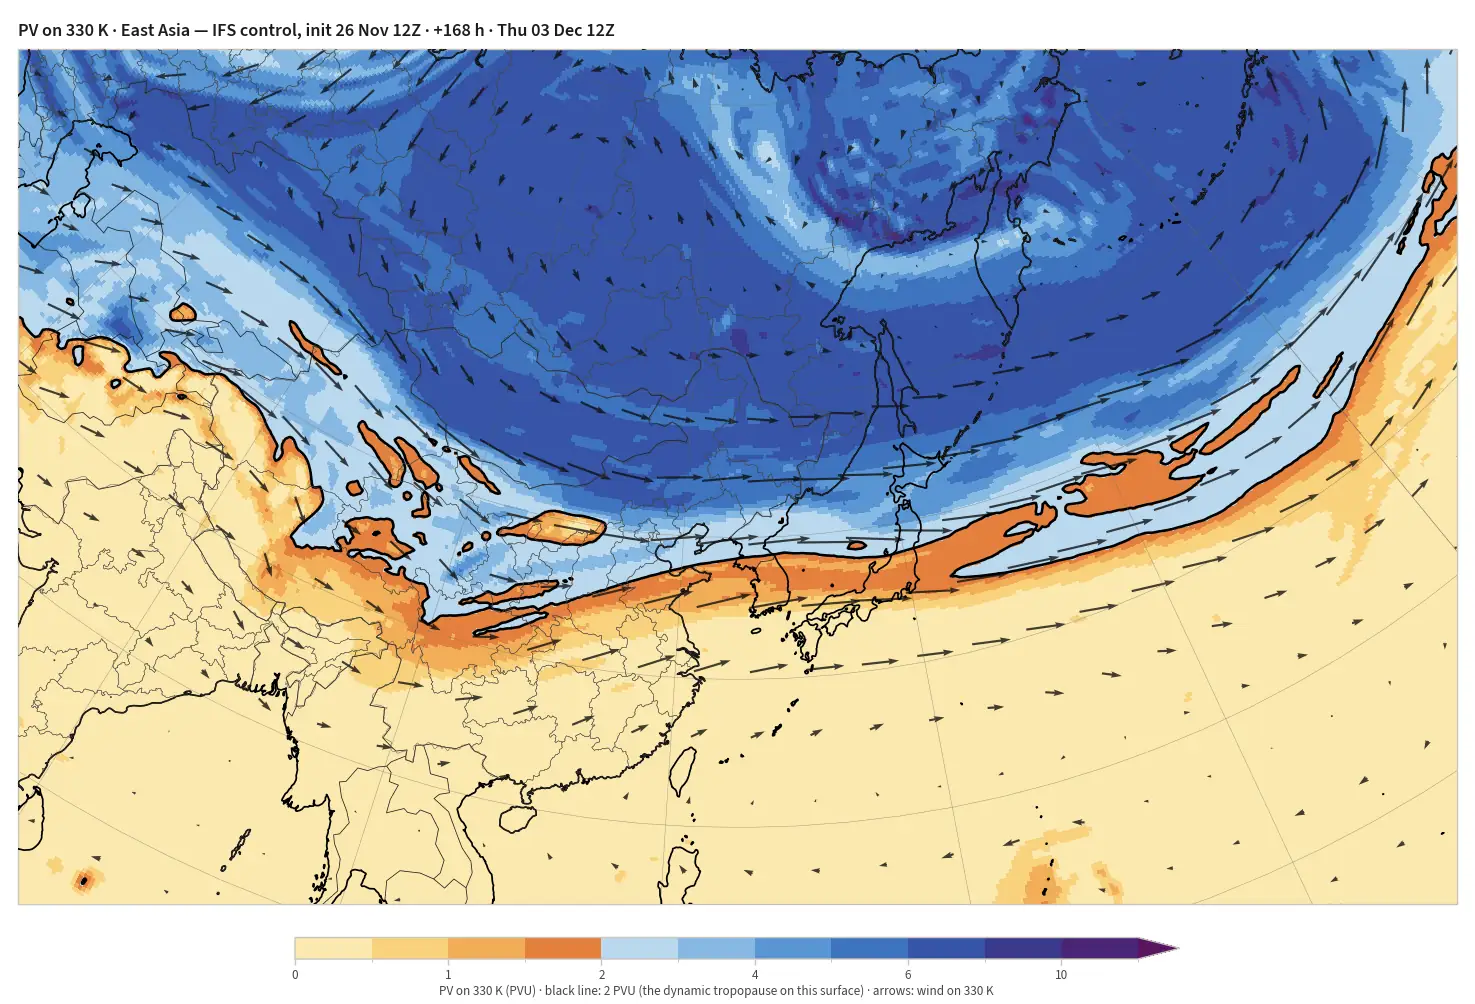 PV on 330 K · East Asia — IFS control, init 26 Nov 12Z · +168 h · Thu 03 Dec 12Z
0 1 2 4 6 10
PV on 330 K (PVU) · black line: 2 PVU (the dynamic tropopause on this surface) · arrows: wind on 330 K